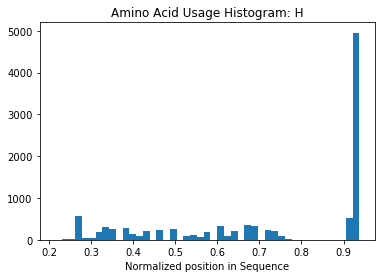 Amino Acid Usage Histogram: H
5000
4000
3000
2000
1000
0
0.2 0.3 0.4 0.5 0.6 0.7 0.8 0.9
Normalized position in Sequence